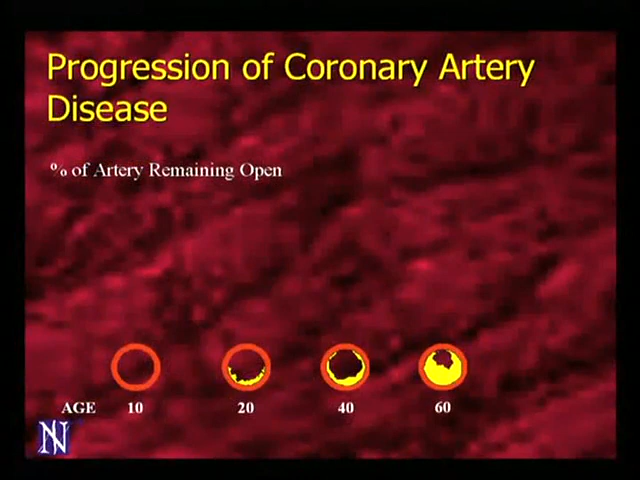 Progression of Coronary Artery
Disease
% of Artery Remaining Open
AGE 10 20 40 60
N